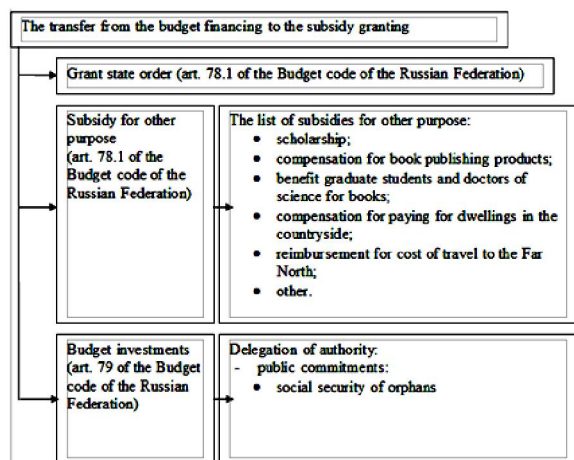 The transfer from the budget financing to the subsidy granting
Grant state order (art. 78.1 of the Budget code of the Russian Federation)
Subsidy for other
purpose
(art. 78.1 of the
Budget code of the
Russian Federation)
The list of subsidies for other purpose:
• scholarship;
• compensation for book publishing products;
• benefit graduate students and doctors of
science for books;
• compensation for paying for dwellings in the
countryside;
• reimbursement for cost of travel to the Far
North;
• other.
Budget investments
(art. 79 of the Budget
code of the Russian
Federation)
Delegation of authority:
- public commitments:
• social security of orphans